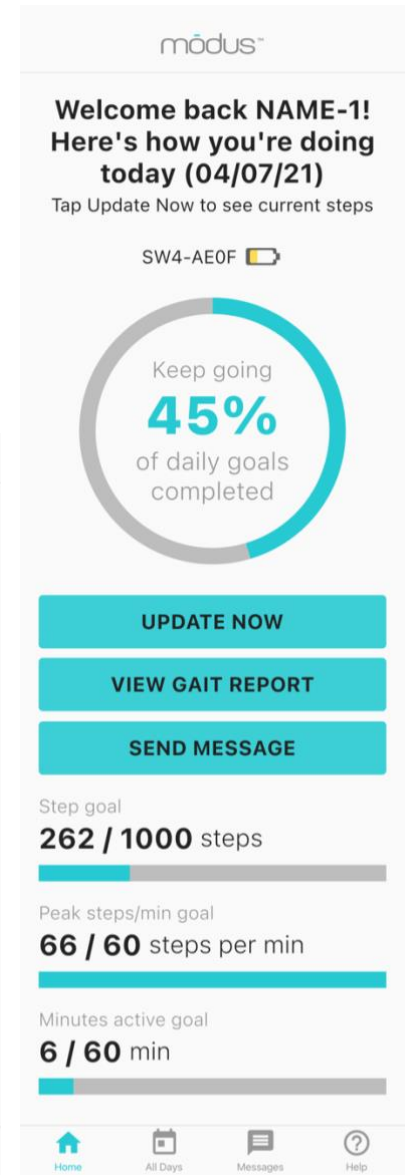 mōdus™
Welcome back NAME-1!
Here's how you're doing
today (04/07/21)
Tap Update Now to see current steps
SW4-AE0F
Keep going
45%
of daily goals
completed
UPDATE NOW
VIEW GAIT REPORT
SEND MESSAGE
Step goal
262 / 1000 steps
Peak steps/min goal
66 / 60 steps per min
Minutes active goal
6 / 60 min
Home All Days Messages Help